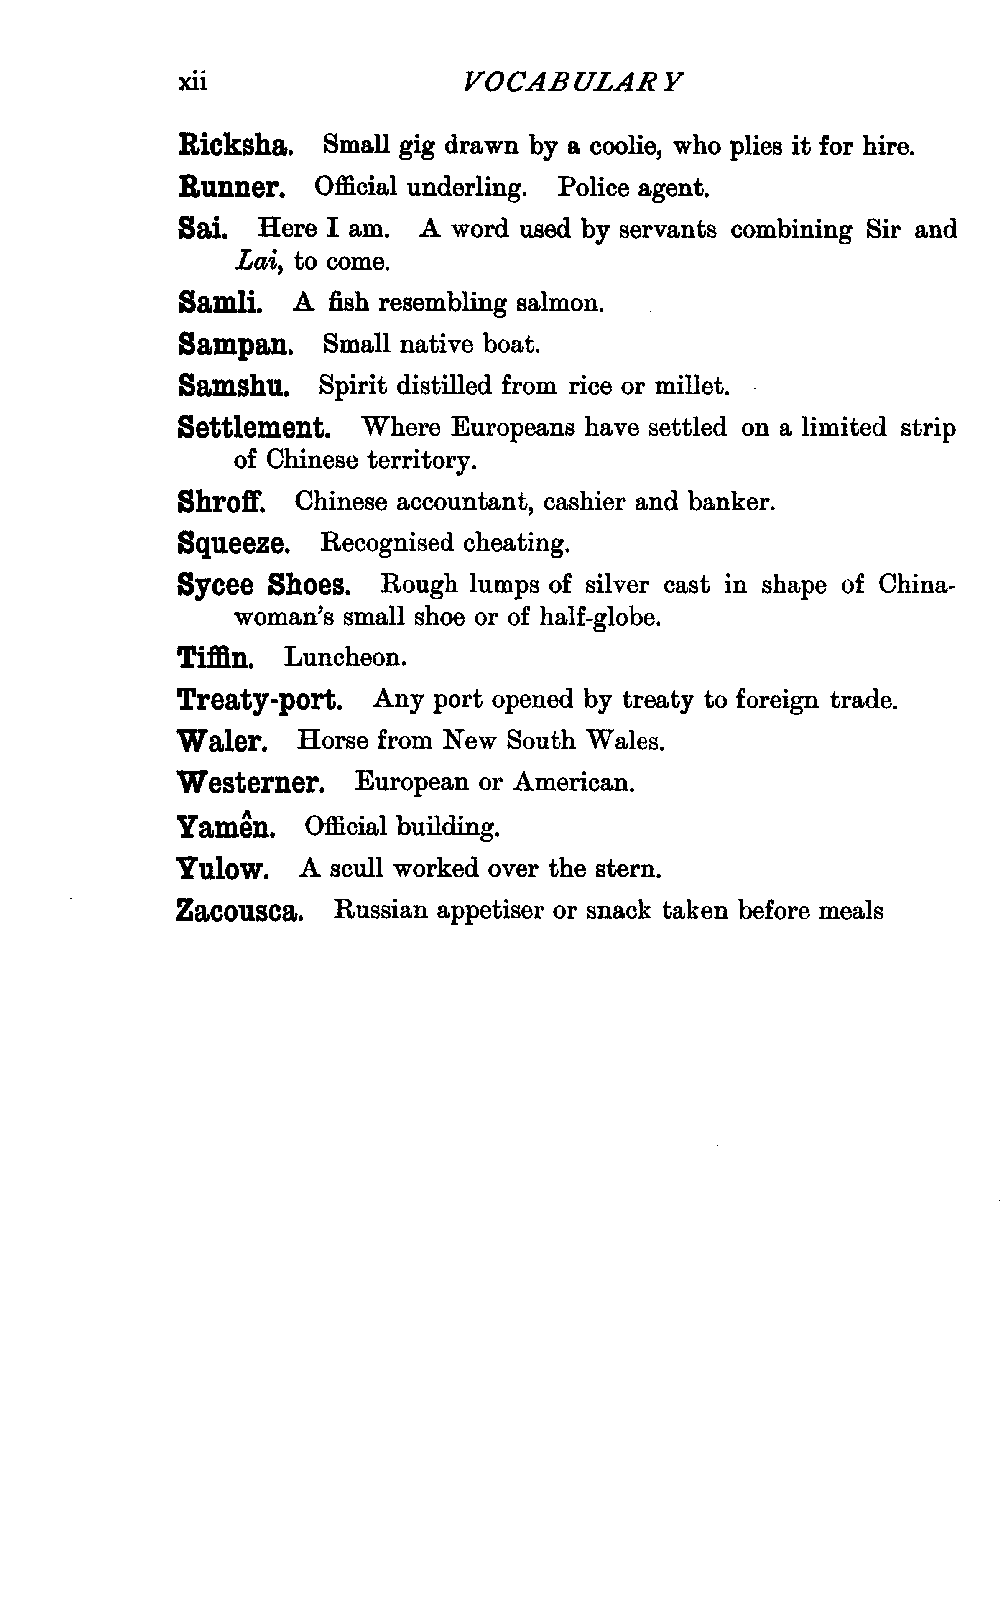 xii VOCABULARY
Ricksha. Small gig drawn by a coolie, who plies it for hire.
Runner. Official underling. Police agent.
Sai. Here I am. A word used by servants combining Sir and
Lai, to come.
Samli. A fish resembling salmon.
Sampan. Small native boat.
Samshu. Spirit distilled from rice or millet.
Settlement. Where Europeans have settled on a limited strip
of Chinese territory.
Shroff. Chinese accountant, cashier and banker.
Squeeze. Recognised cheating.
Sycee Shoes. Rough lumps of silver cast in shape of China-
woman's small shoe or of half-globe.
Tiffin. Luncheon.
Treaty-port. Any port opened by treaty to foreign trade.
Waler. Horse from New South Wales.
Westerner. European or American.
Yamên. Official building.
Yulow. A scull worked over the stern.
Zacousca. Russian appetiser or snack taken before meals